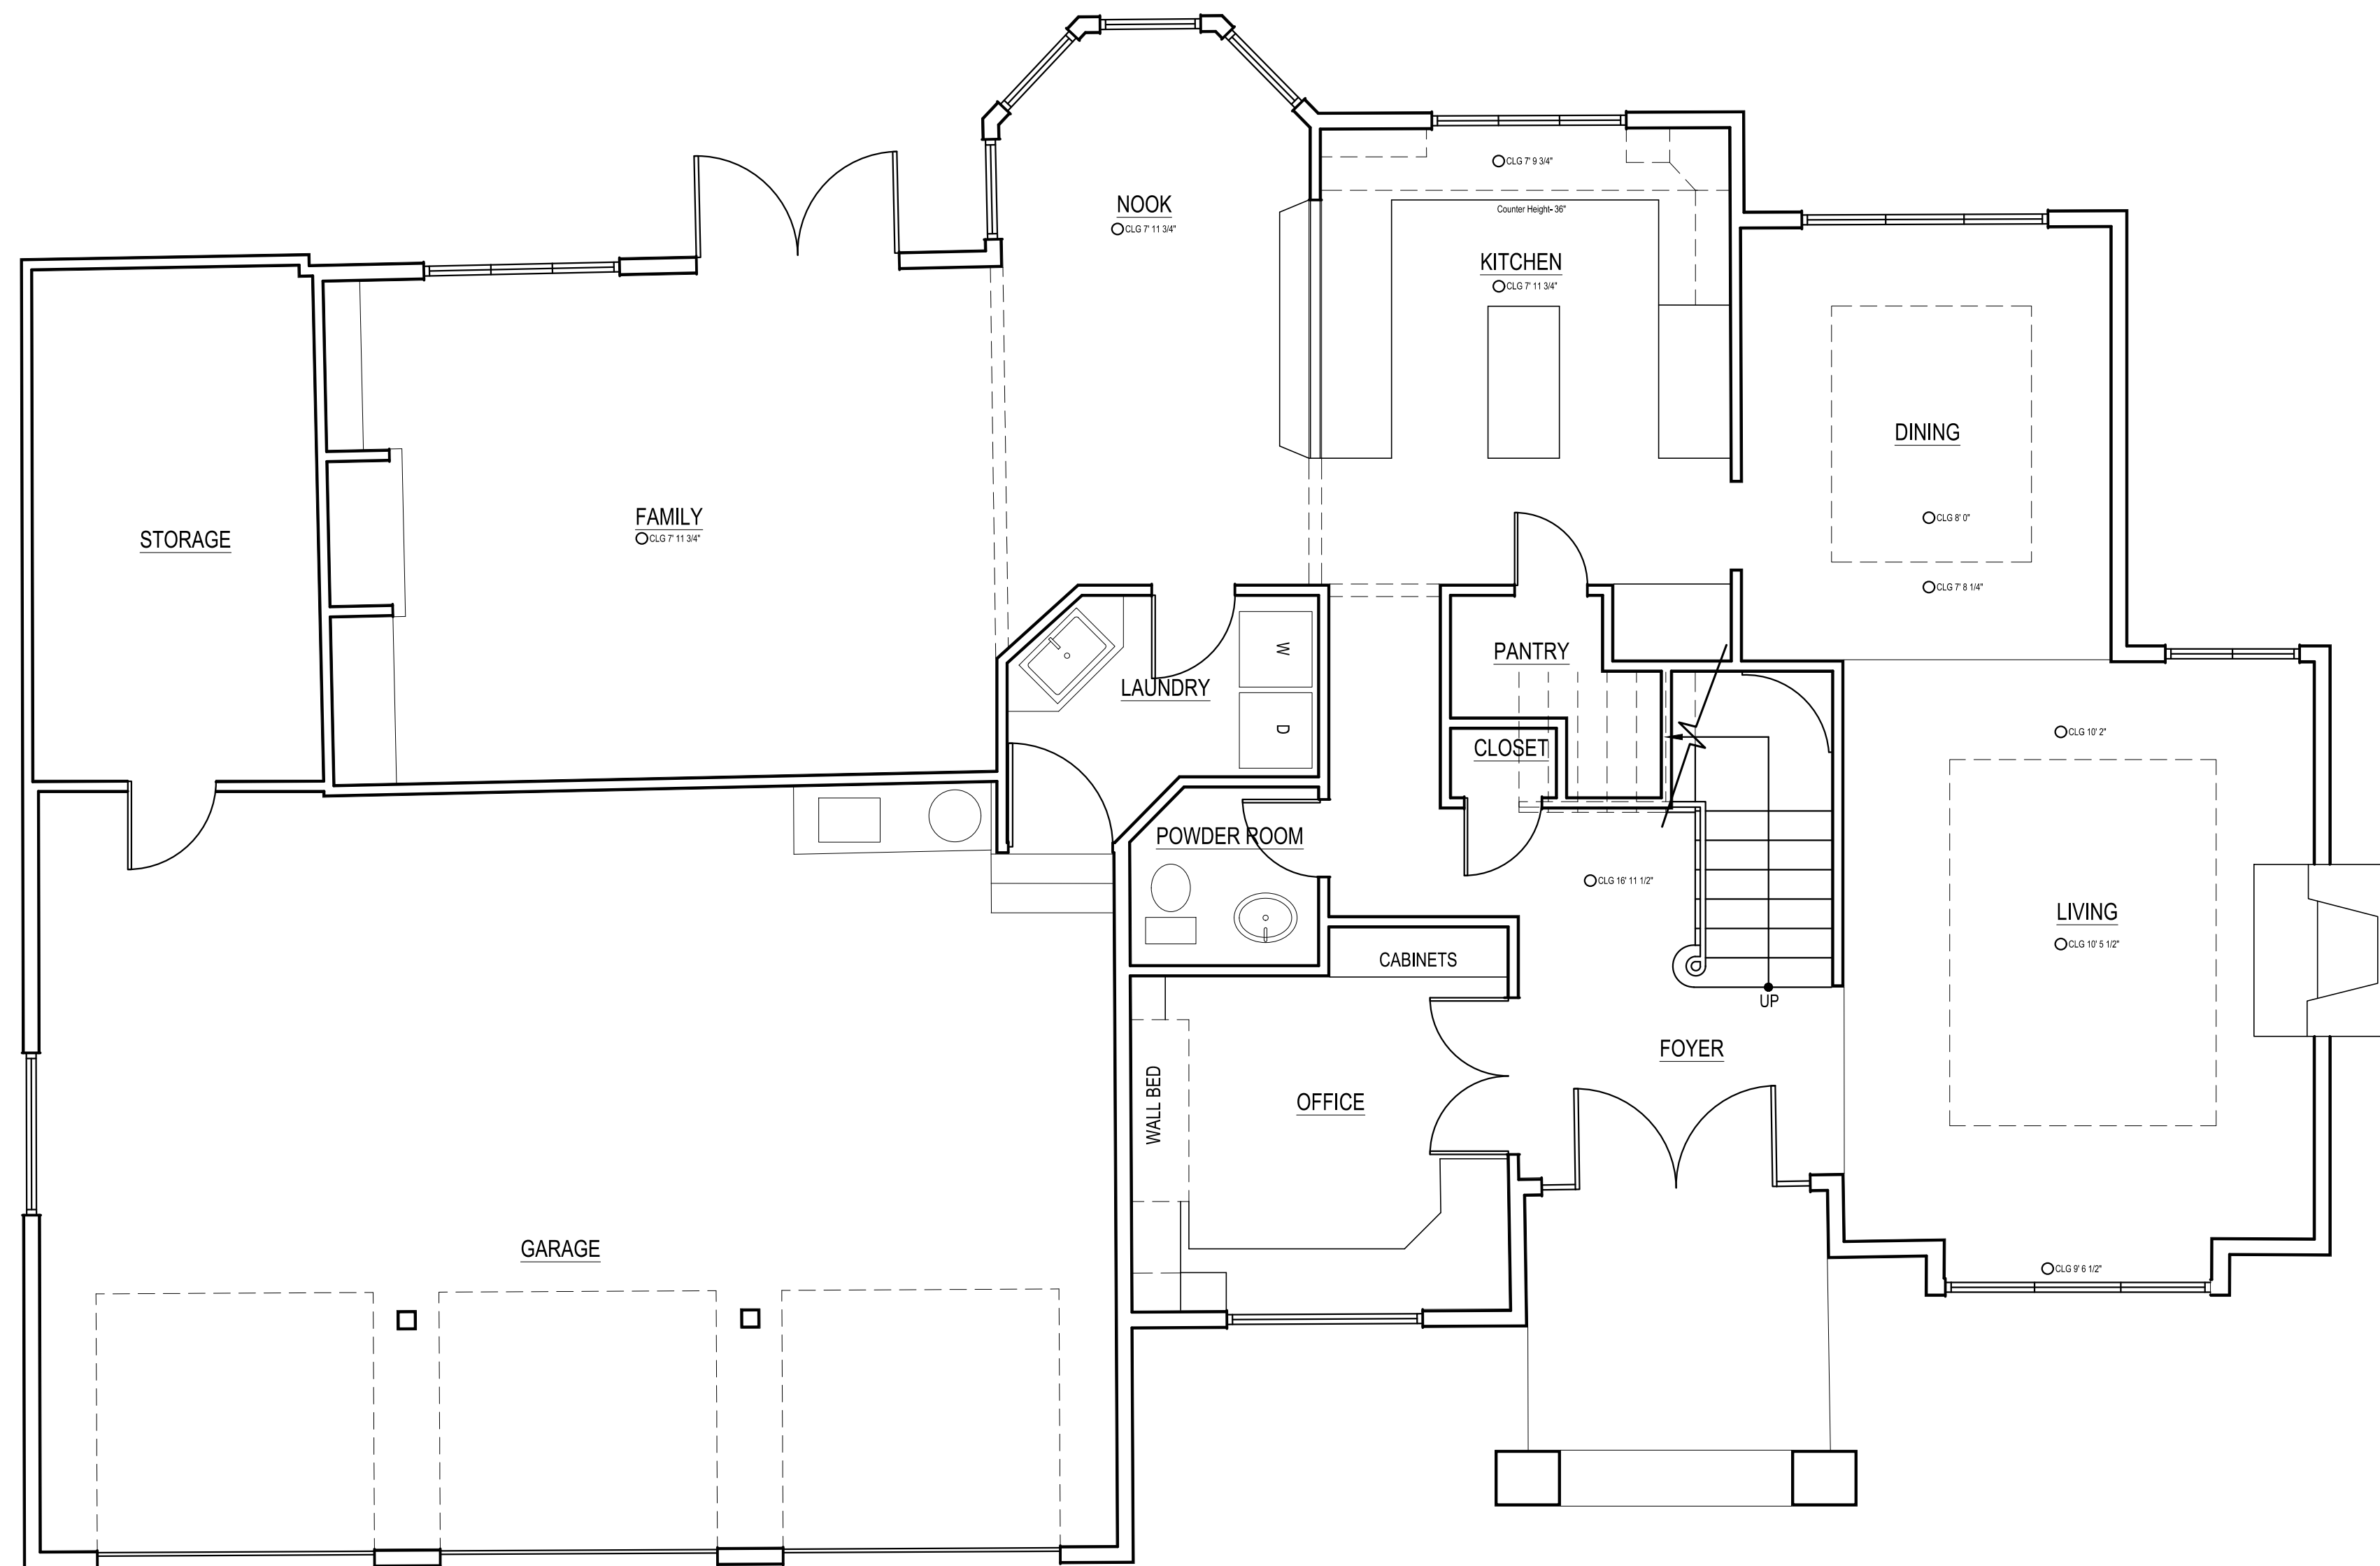 NOOK
CLG 7' 11 3/4"
CLG 7' 9 3/4"
Counter Height- 36"
KITCHEN
CLG 7' 11 3/4"
DINING
CLG 8' 0"
CLG 7' 8 1/4"
STORAGE
FAMILY
CLG 7' 11 3/4"
LAUNDRY
W
D
PANTRY
CLOSET
POWDER ROOM
CLG 16' 11 1/2"
CLG 10' 2"
LIVING
CLG 10' 5 1/2"
CABINETS
UP
FOYER
WALL BED
OFFICE
GARAGE
CLG 9' 6 1/2"